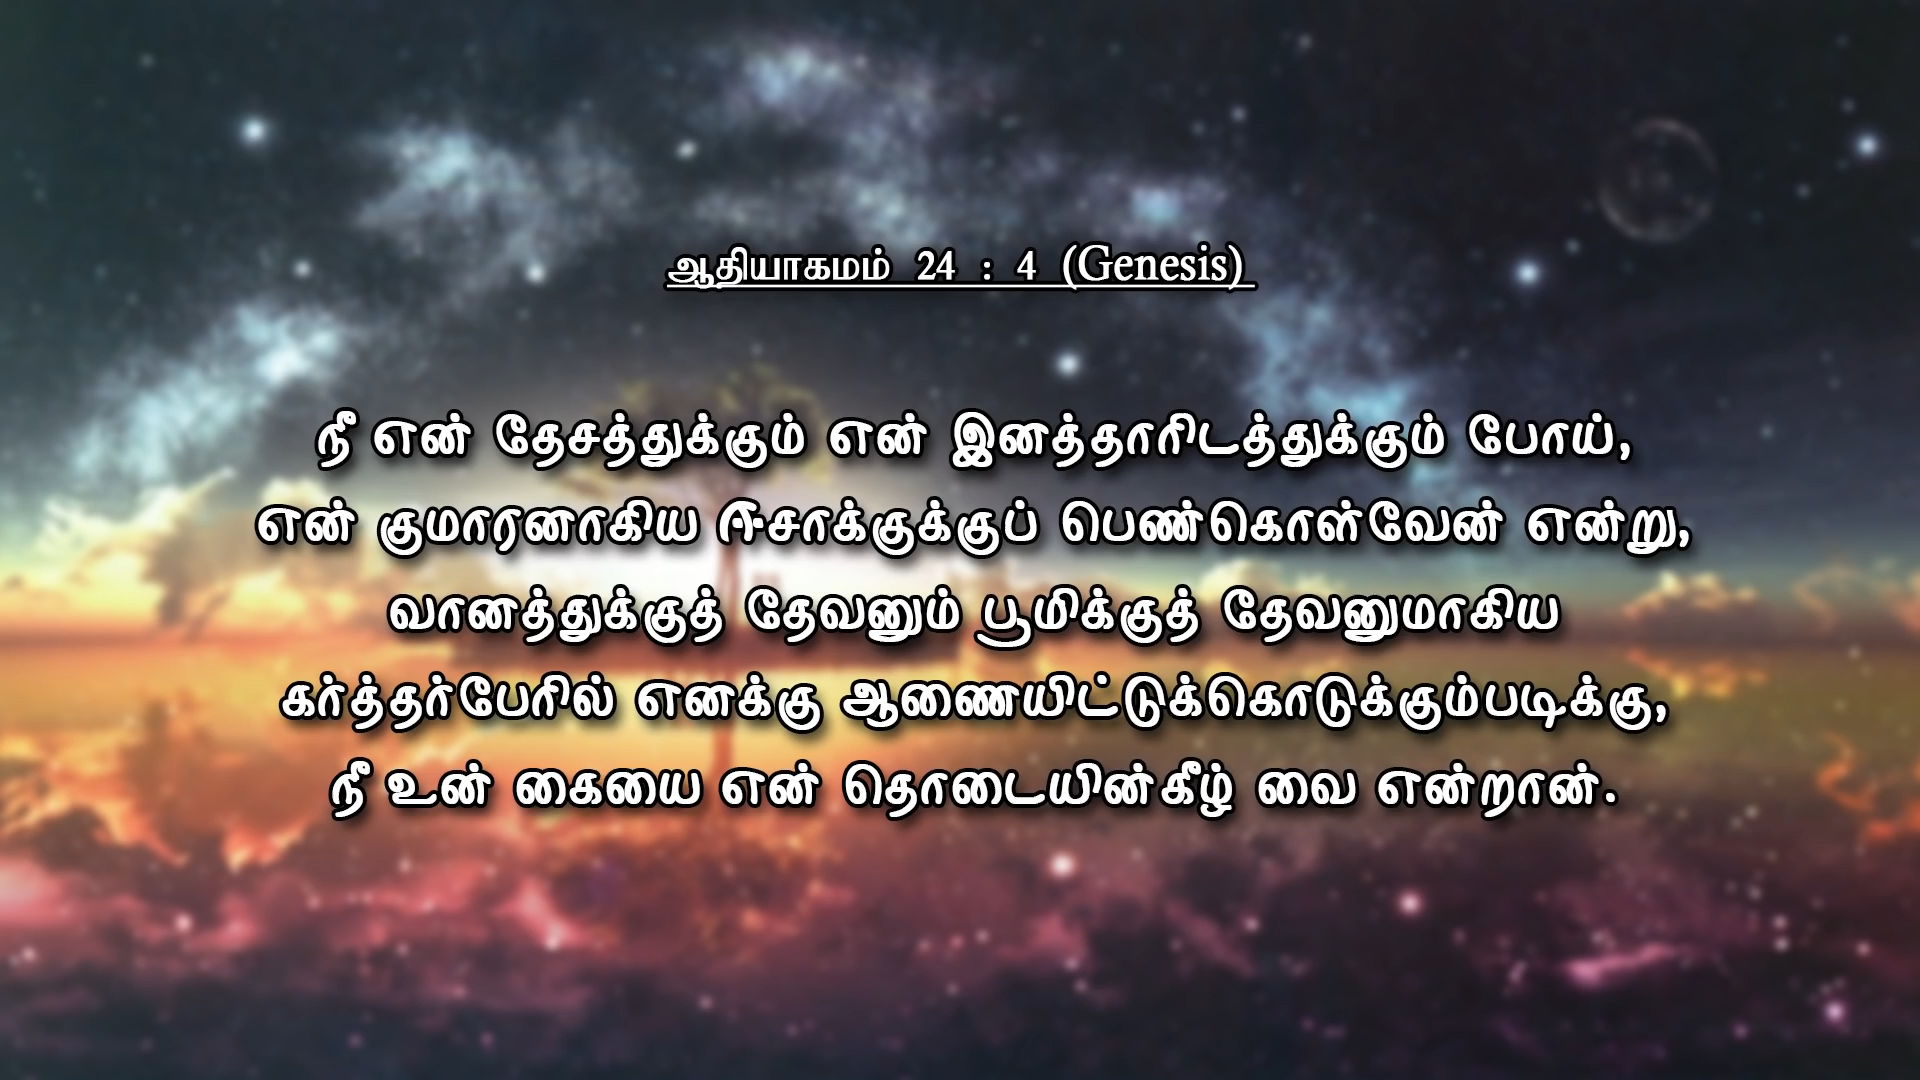 ஆதியாகமம் 24 : 4 (Genesis)
நீ என் தேசத்துக்கும் என் இனத்தாரிடத்துக்கும் போய்,
என் குமாரனாகிய ஈசாக்குக்குப் பெண்கொள்வேன் என்று,
வானத்துக்குத் தேவனும் பூமிக்குத் தேவனுமாகிய
கர்த்தர்பேரில் எனக்கு ஆணையிட்டுக்கொடுக்கும்படிக்கு,
நீ உன் கையை என் தொடையின்கீழ் வை என்றான்.